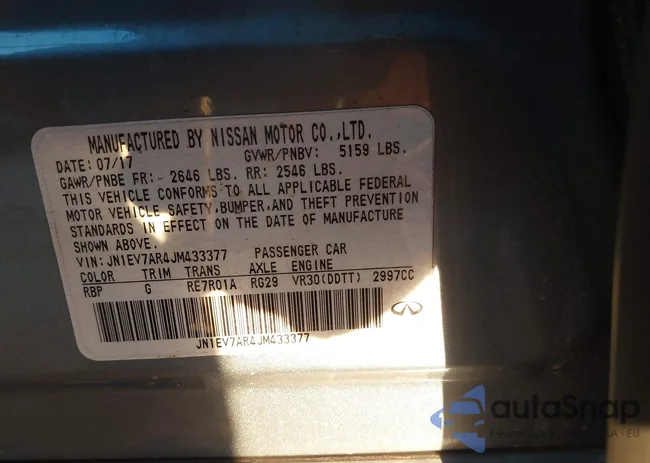 MANUFACTURED BY NISSAN MOTOR CO.,LTD.
DATE: 07/17 GVWR/PNBV: 5159 LBS.
GAWR/PNBE FR: 2646 LBS. RR: 2546 LBS.
THIS VEHICLE CONFORMS TO ALL APPLICABLE FEDERAL
MOTOR VEHICLE SAFETY,BUMPER,AND THEFT PREVENTION
STANDARDS IN EFFECT ON THE DATE OF MANUFACTURE
SHOWN ABOVE.
VIN: JN1EV7AR4JM433377 PASSENGER CAR
COLOR TRIM TRANS AXLE ENGINE
RBP G RE7R01A RG29 VR30(DDTT) 2997CC
JN1EV7AR4JM433377
autaSnap